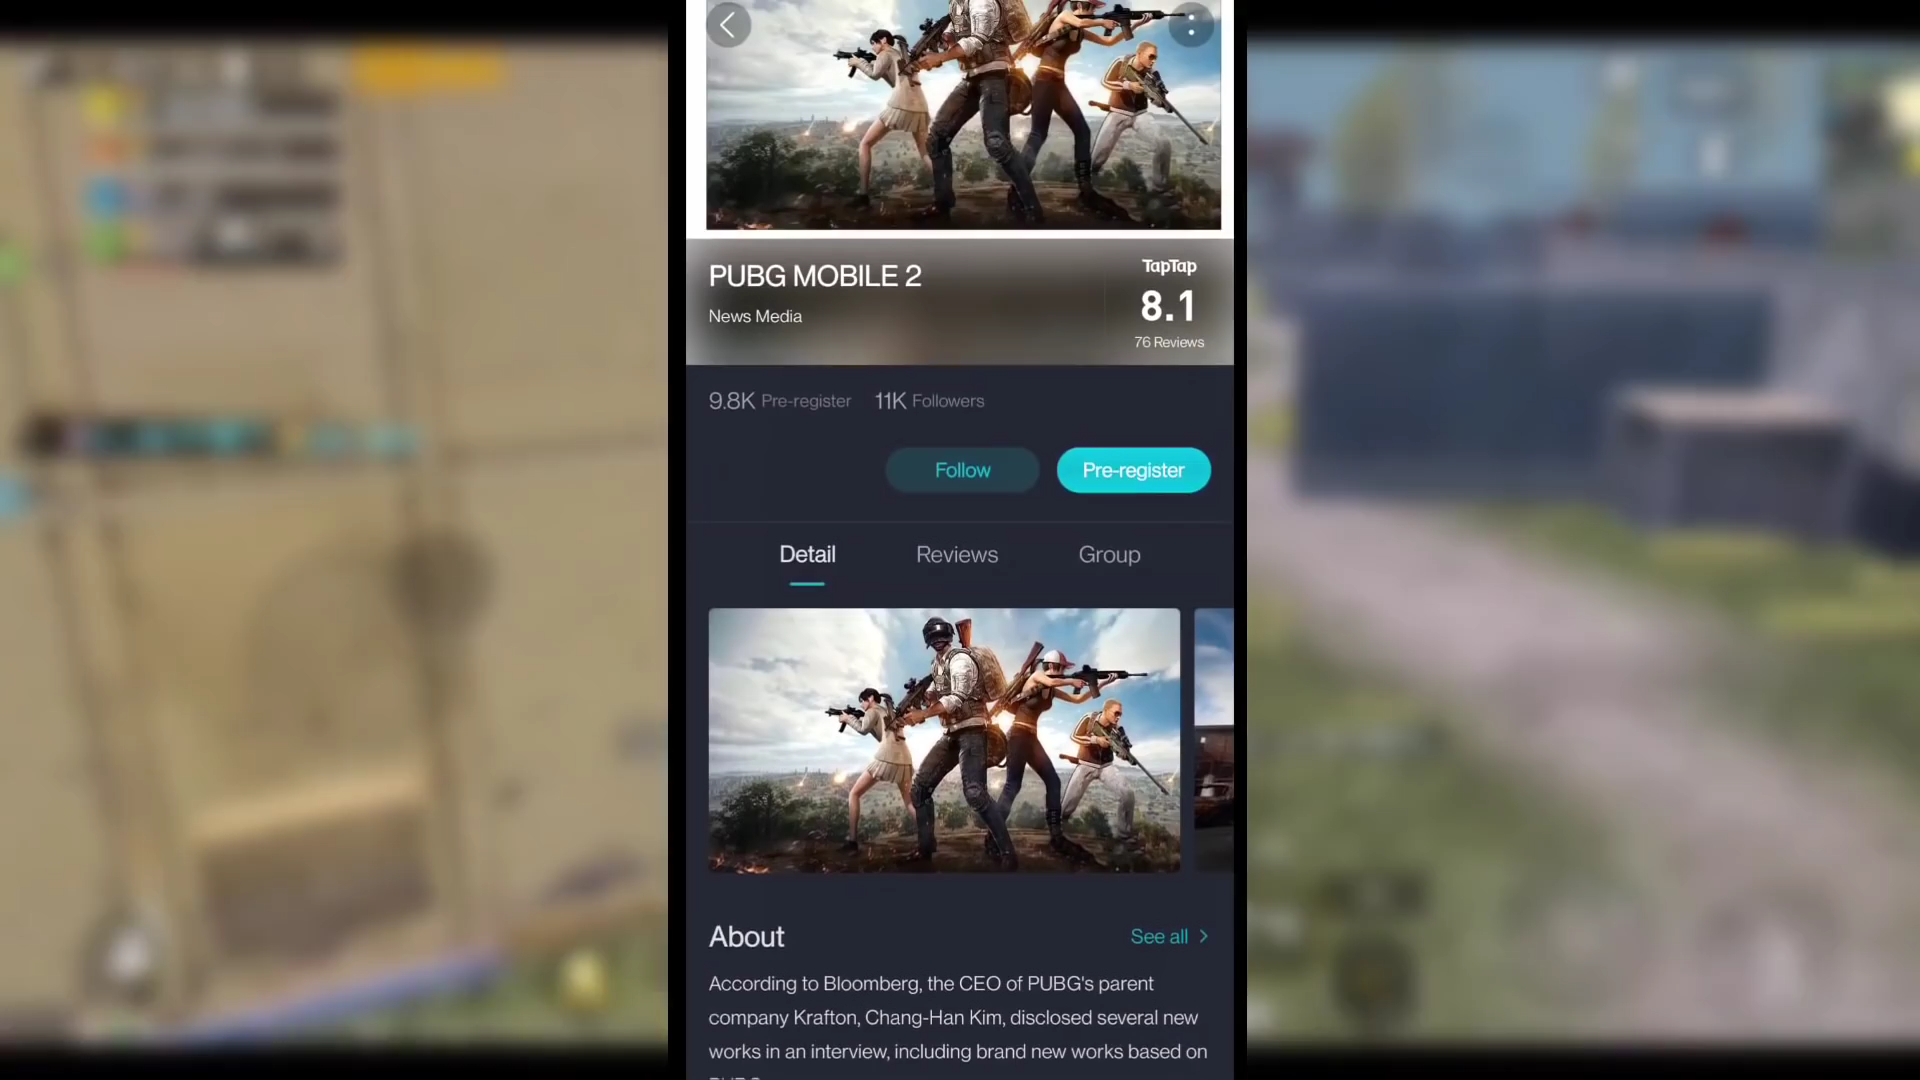 PUBG MOBILE 2
News Media
TapTap
8.1
76 Reviews
9.8K Pre-register 11K Followers
Follow
Pre-register
Detail
Reviews
Group
About
See all
According to Bloomberg, the CEO of PUBG's parent
company Krafton, Chang-Han Kim, disclosed several new
works in an interview, including brand new works based on